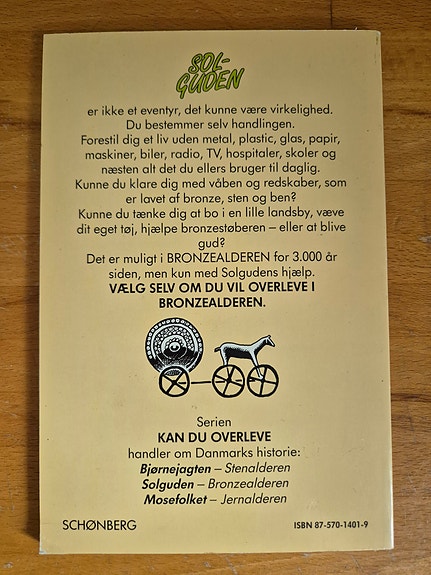 SOL-
GUDEN
er ikke et eventyr, det kunne være virkelighed.
Du bestemmer selv handlingen.
Forestil dig et liv uden metal, plastic, glas, papir,
maskiner, biler, radio, TV, hospitaler, skoler og
næsten alt det du ellers bruger til daglig.
Kunne du klare dig med våben og redskaber, som
er lavet af bronze, sten og ben?
Kunne du tænke dig at bo i en lille landsby, væve
dit eget tøj, hjælpe bronzestøberen – eller at blive
gud?
Det er muligt i BRONZEALDEREN for 3.000 år
siden, men kun med Solgudens hjælp.
VÆLG SELV OM DU VIL OVERLEVE I
BRONZEALDEREN.
Serien
KAN DU OVERLEVE
handler om Danmarks historie:
Bjørnejagten – Stenalderen
Solguden – Bronzealderen
Mosefolket – Jernalderen
SCHØNBERG
ISBN 87-570-1401-9